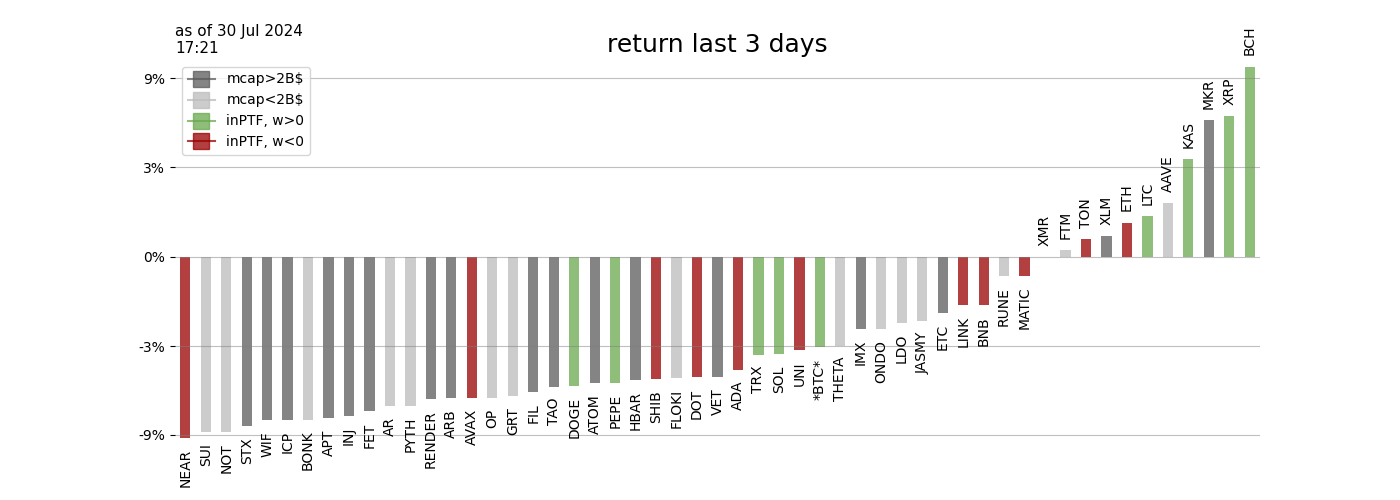 as of 30 Jul 2024
17:21
return last 3 days
mcap>2B$
mcap<2B$
inPTF, w>0
inPTF, w<0
9%
3%
0%
-3%
-9%
NEAR
SUI
NOT
STX
WIF
ICP
BONK
APT
INJ
FET
AR
PYTH
RENDER
ARB
AVAX
OP
GRT
FIL
TAO
DOGE
ATOM
PEPE
HBAR
SHIB
FLOKI
DOT
VET
ADA
TRX
SOL
UNI
*BTC*
THETA
IMX
ONDO
LDO
JASMY
ETC
LINK
BNB
RUNE
MATIC
XMR
FTM
TON
XLM
ETH
LTC
AAVE
KAS
MKR
XRP
BCH